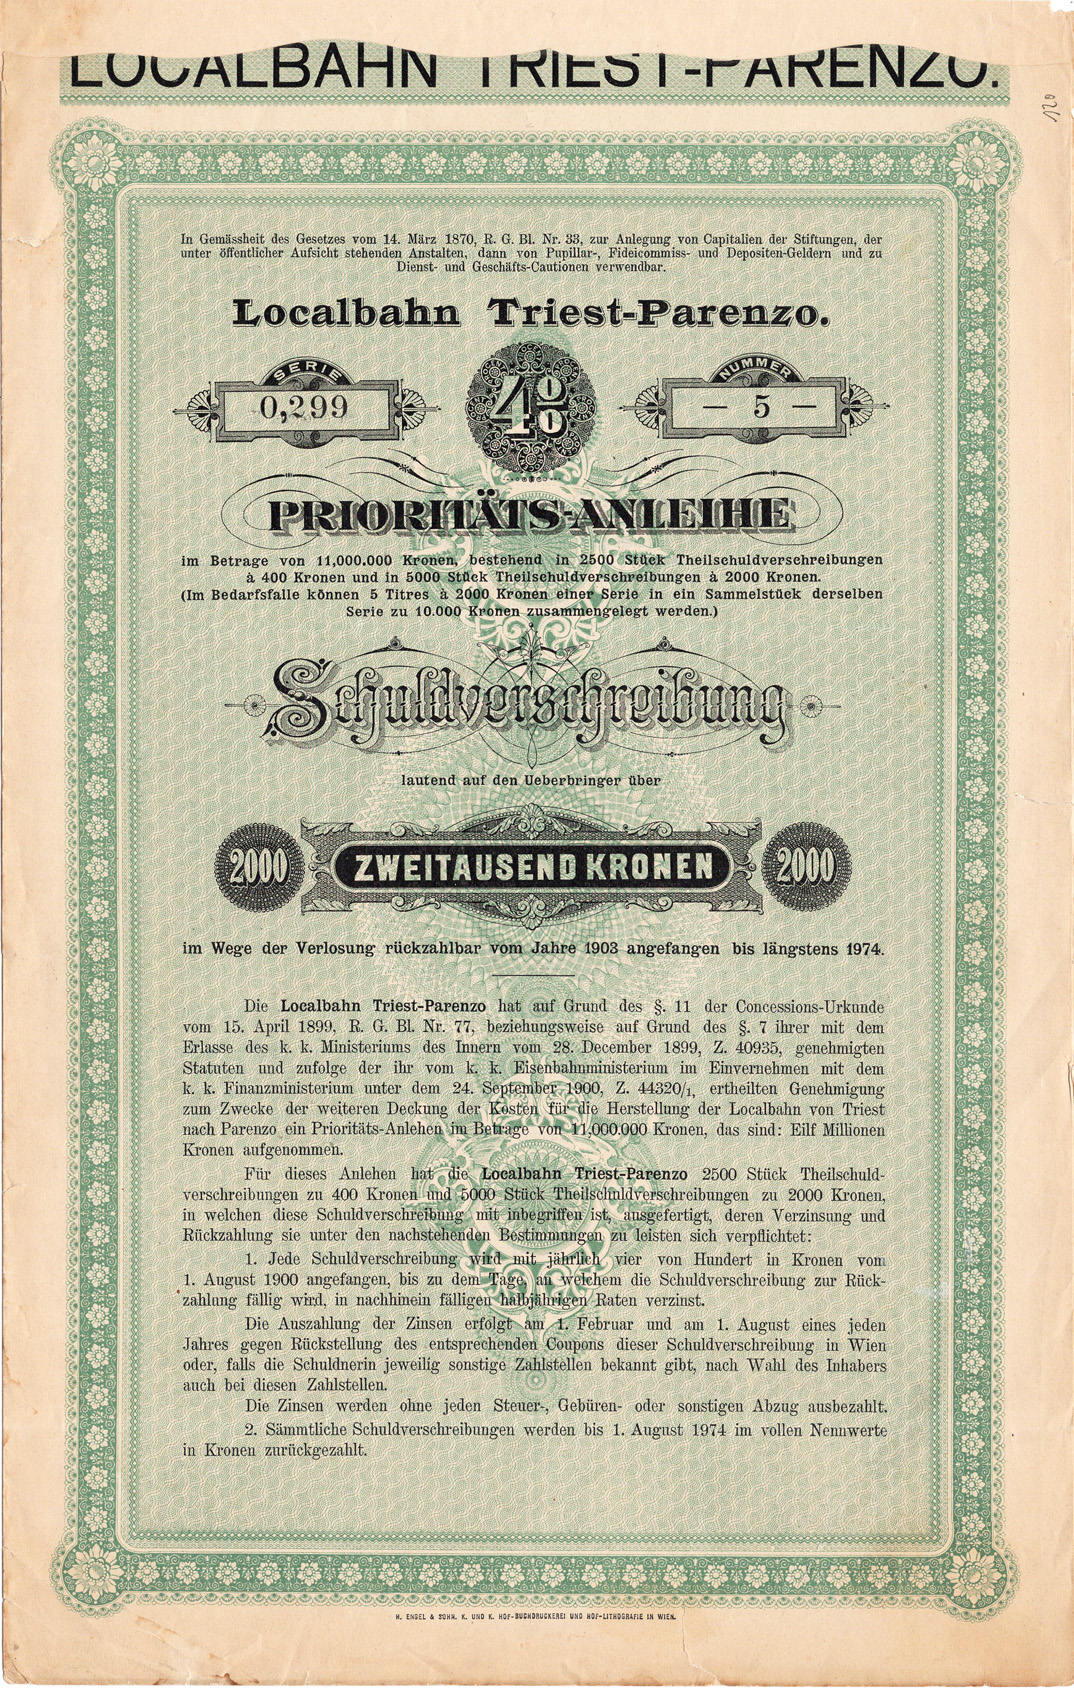 LOCALBAHN TRIEST-PARENZO.
120
In Gemässheit des Gesetzes vom 14. März 1870, R. G. Bl. Nr. 33, zur Anlegung von Capitalien der Stiftungen, der
unter öffentlicher Aufsicht stehenden Anstalten, dann von Pupillar-, Fideicommiss- und Depositen-Geldern und zu
Dienst- und Geschäfts-Cautionen verwendbar.
Localbahn Triest-Parenzo.
SERIE
NUMMER
0,299
4%
— 5 —
PRIORITÄTS-ANLEIHE
im Betrage von 11,000.000 Kronen, bestehend in 2500 Stück Theilschuldverschreibungen
à 400 Kronen und in 5000 Stück Theilschuldverschreibungen à 2000 Kronen.
(Im Bedarfsfalle können 5 Titres à 2000 Kronen einer Serie in ein Sammelstück derselben
Serie zu 10.000 Kronen zusammengelegt werden.)
Schuldverschreibung
lautend auf den Ueberbringer über
2000 ZWEITAUSEND KRONEN 2000
im Wege der Verlosung rückzahlbar vom Jahre 1903 angefangen bis längstens 1974.
Die Localbahn Triest-Parenzo hat auf Grund des §. 11 der Concessions-Urkunde
vom 15. April 1899, R. G. Bl. Nr. 77, beziehungsweise auf Grund des §. 7 ihrer mit dem
Erlasse des k. k. Ministeriums des Innern vom 28. December 1899, Z. 40935, genehmigten
Statuten und zufolge der ihr vom k. k. Eisenbahnministerium im Einvernehmen mit dem
k. k. Finanzministerium unter dem 24. September 1900, Z. 44320/1, ertheilten Genehmigung
zum Zwecke der weiteren Deckung der Kosten für die Herstellung der Localbahn von Triest
nach Parenzo ein Prioritäts-Anlehen im Betrage von 11,000.000 Kronen, das sind: Eilf Millionen
Kronen aufgenommen.
Für dieses Anlehen hat die Localbahn Triest-Parenzo 2500 Stück Theilschuld-
verschreibungen zu 400 Kronen und 5000 Stück Theilschuldverschreibungen zu 2000 Kronen,
in welchen diese Schuldverschreibung mit inbegriffen ist, ausgefertigt, deren Verzinsung und
Rückzahlung sie unter den nachstehenden Bestimmungen zu leisten sich verpflichtet:
1. Jede Schuldverschreibung wird mit jährlich vier von Hundert in Kronen vom
1. August 1900 angefangen, bis zu dem Tage, an welchem die Schuldverschreibung zur Rück-
zahlung fällig wird, in nachhinein fälligen halbjährigen Raten verzinst.
Die Auszahlung der Zinsen erfolgt am 1. Februar und am 1. August eines jeden
Jahres gegen Rückstellung des entsprechenden Coupons dieser Schuldverschreibung in Wien
oder, falls die Schuldnerin jeweilig sonstige Zahlstellen bekannt gibt, nach Wahl des Inhabers
auch bei diesen Zahlstellen.
Die Zinsen werden ohne jeden Steuer-, Gebüren- oder sonstigen Abzug ausbezahlt.
2. Sämmtliche Schuldverschreibungen werden bis 1. August 1974 im vollen Nennwerte
in Kronen zurückgezahlt.
H. ENGEL & SOHN. K. UND K. HOF-BUCHDRUCKEREI UND HOF-LITHOGRAFIE IN WIEN.